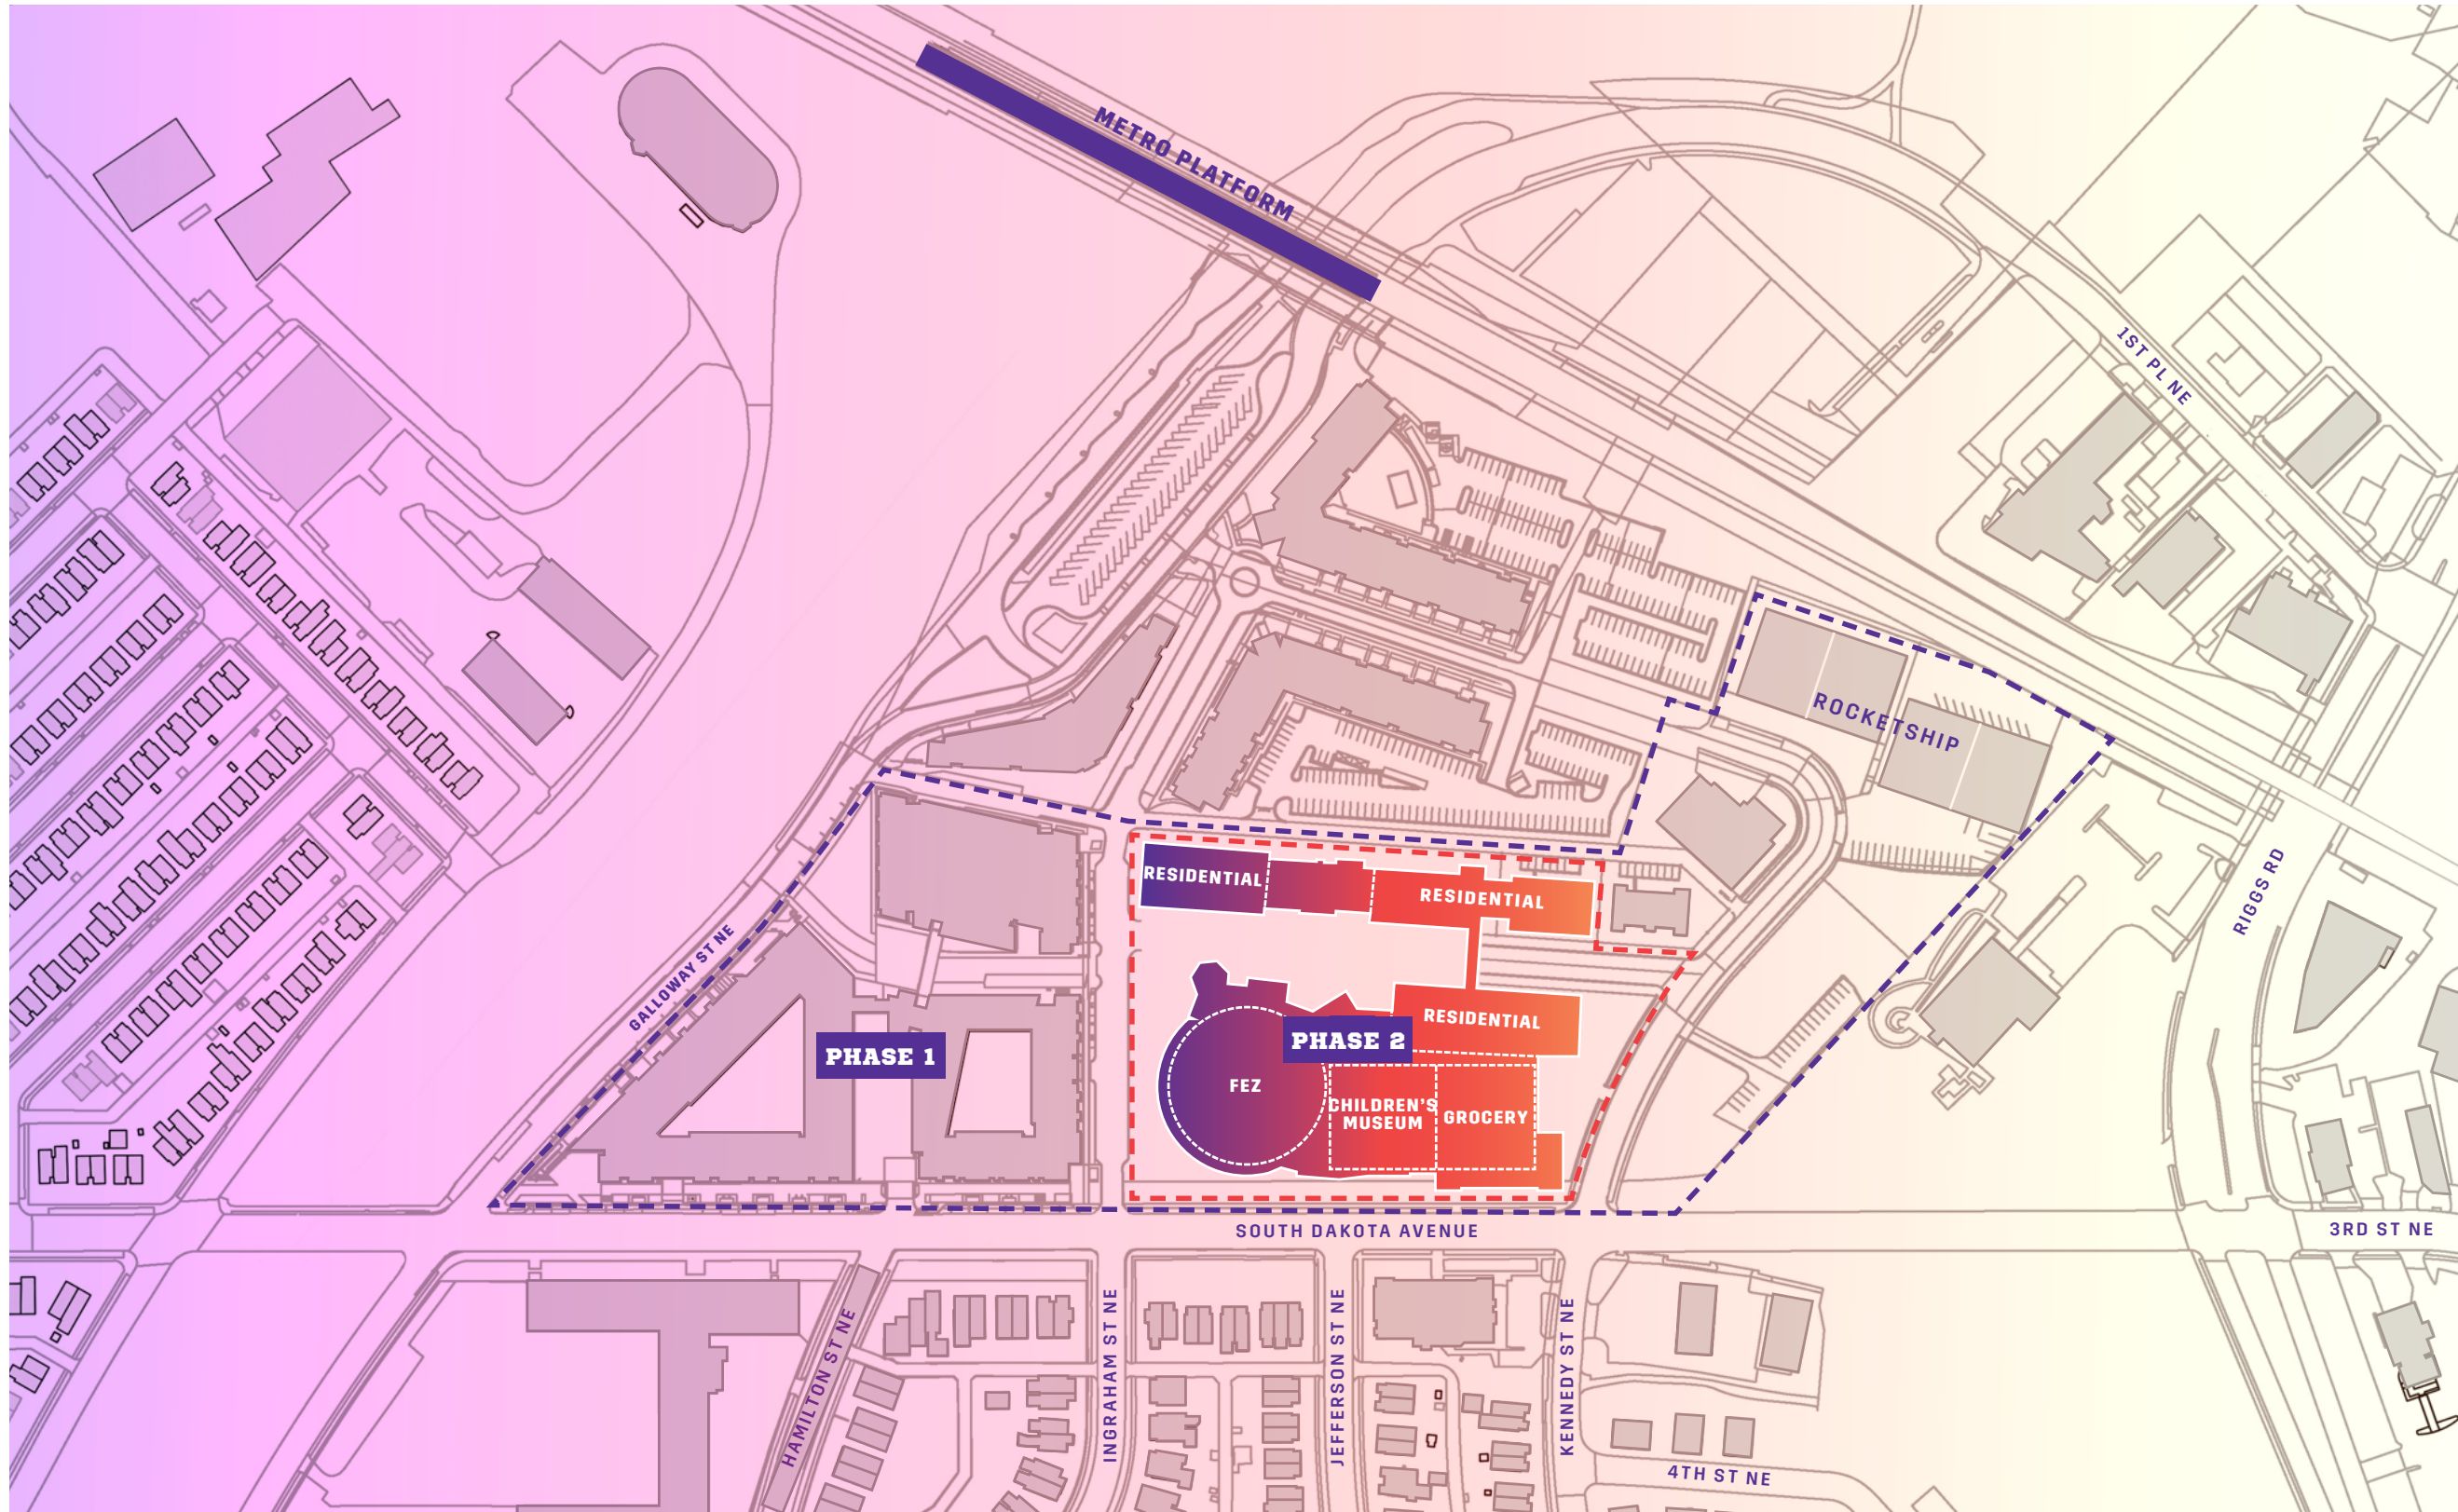 METRO PLATFORM
1ST PL NE
ROCKETSHIP
RIGGS RD
GALLOWAY ST NE
RESIDENTIAL
RESIDENTIAL
RESIDENTIAL
PHASE 1
PHASE 2
FEZ
CHILDREN'S
MUSEUM
GROCERY
SOUTH DAKOTA AVENUE
3RD ST NE
HAMILTON ST NE
INGRAHAM ST NE
JEFFERSON ST NE
KENNEDY ST NE
4TH ST NE